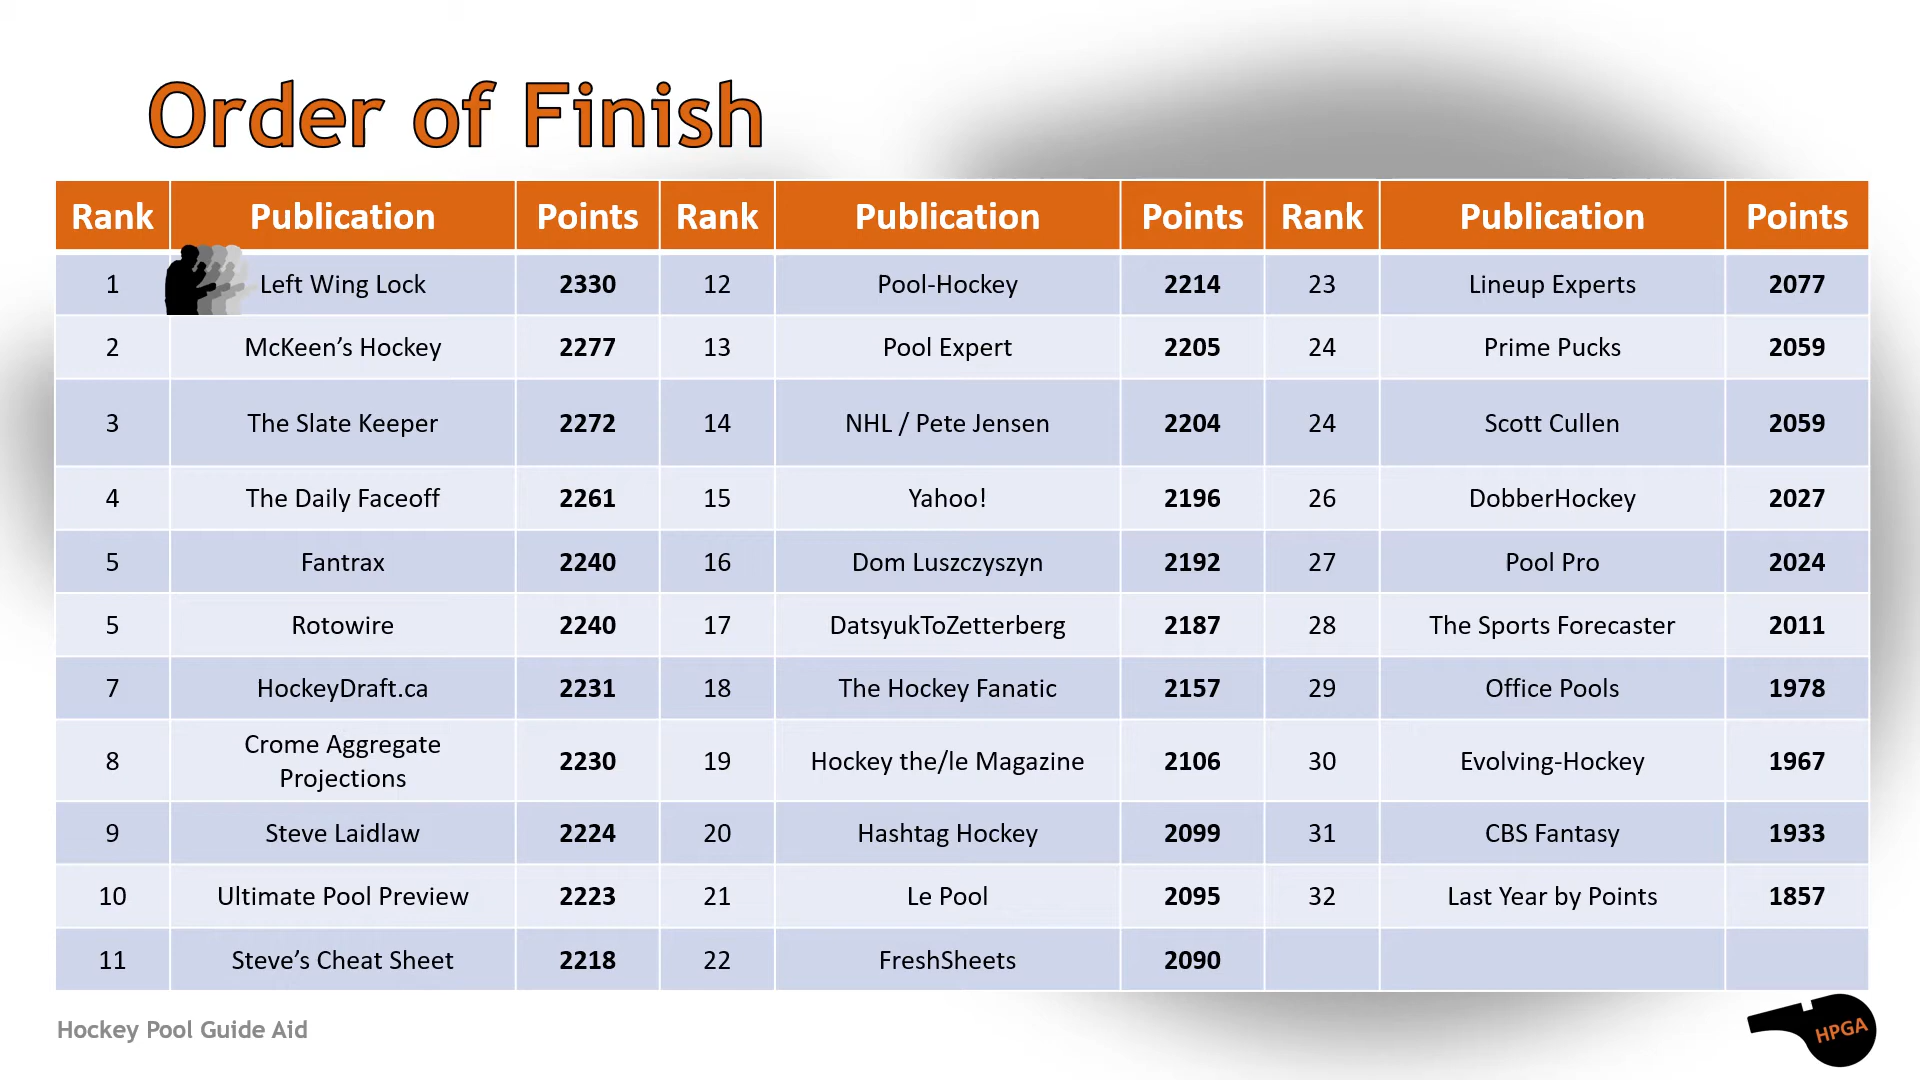 Order of Finish
Rank Publication Points Rank Publication Points Rank Publication Points
1 Left Wing Lock 2330 12 Pool-Hockey 2214 23 Lineup Experts 2077
2 McKeen’s Hockey 2277 13 Pool Expert 2205 24 Prime Pucks 2059
3 The Slate Keeper 2272 14 NHL / Pete Jensen 2204 24 Scott Cullen 2059
4 The Daily Faceoff 2261 15 Yahoo! 2196 26 DobberHockey 2027
5 Fantrax 2240 16 Dom Luszczyszyn 2192 27 Pool Pro 2024
5 Rotowire 2240 17 DatsyukToZetterberg 2187 28 The Sports Forecaster 2011
7 HockeyDraft.ca 2231 18 The Hockey Fanatic 2157 29 Office Pools 1978
8 Crome Aggregate Projections 2230 19 Hockey the/le Magazine 2106 30 Evolving-Hockey 1967
9 Steve Laidlaw 2224 20 Hashtag Hockey 2099 31 CBS Fantasy 1933
10 Ultimate Pool Preview 2223 21 Le Pool 2095 32 Last Year by Points 1857
11 Steve’s Cheat Sheet 2218 22 FreshSheets 2090
Hockey Pool Guide Aid
HPGA